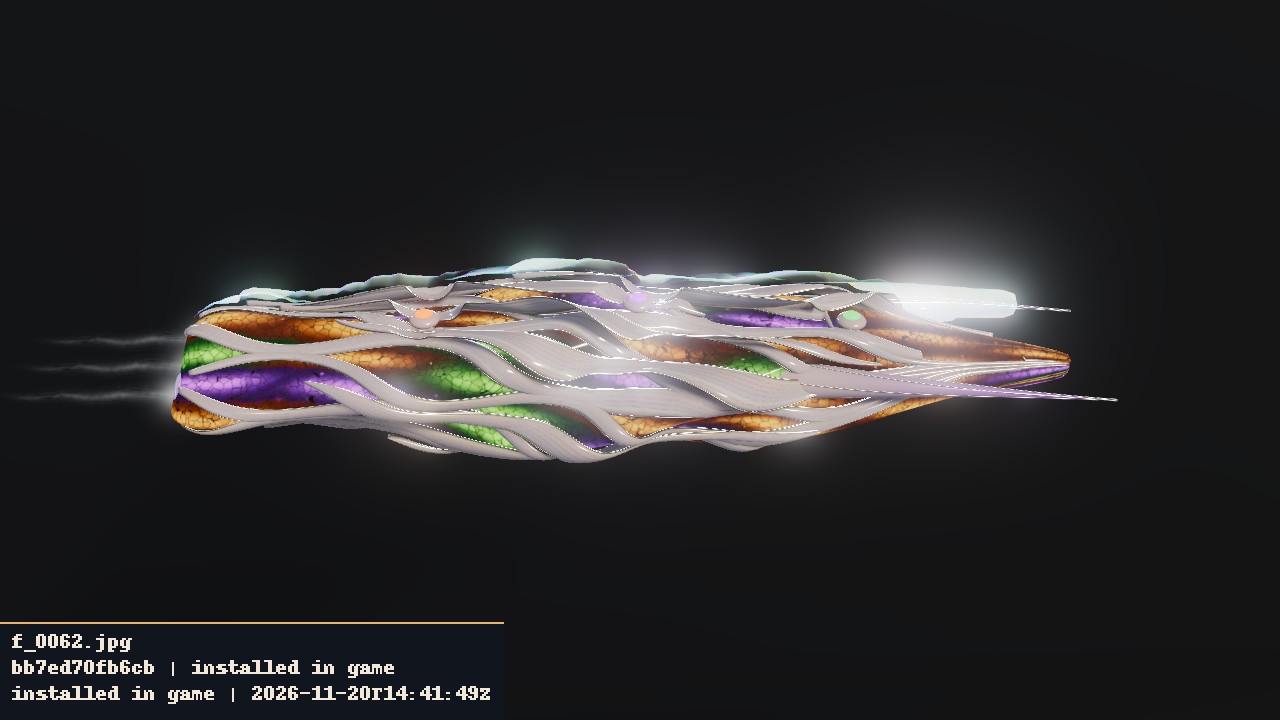 f_0062.jpg
bb7ed70fb6cb | installed in game
installed in game | 2026-11-20T14:41:49Z